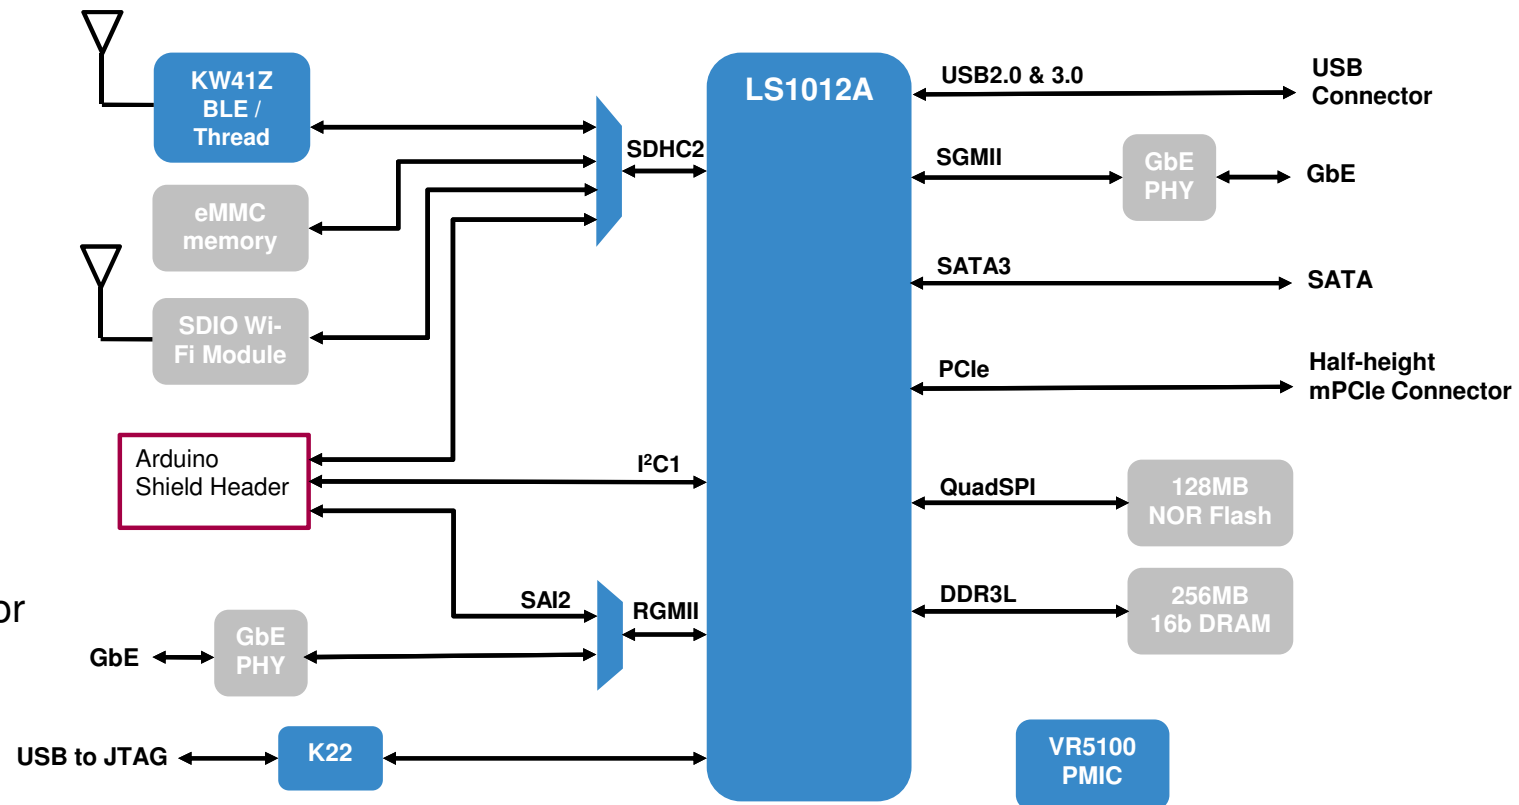 KW41Z
BLE /
Thread
eMMC
memory
SDIO Wi-
Fi Module
Arduino
Shield Header
or
GbE
GbE
PHY
USB to JTAG
K22
SDHC2
I²C1
SAI2
RGMII
LS1012A
USB2.0 & 3.0
USB
Connector
SGMII
GbE
PHY
GbE
SATA3
SATA
PCIe
Half-height
mPCIe Connector
QuadSPI
128MB
NOR Flash
DDR3L
256MB
16b DRAM
VR5100
PMIC